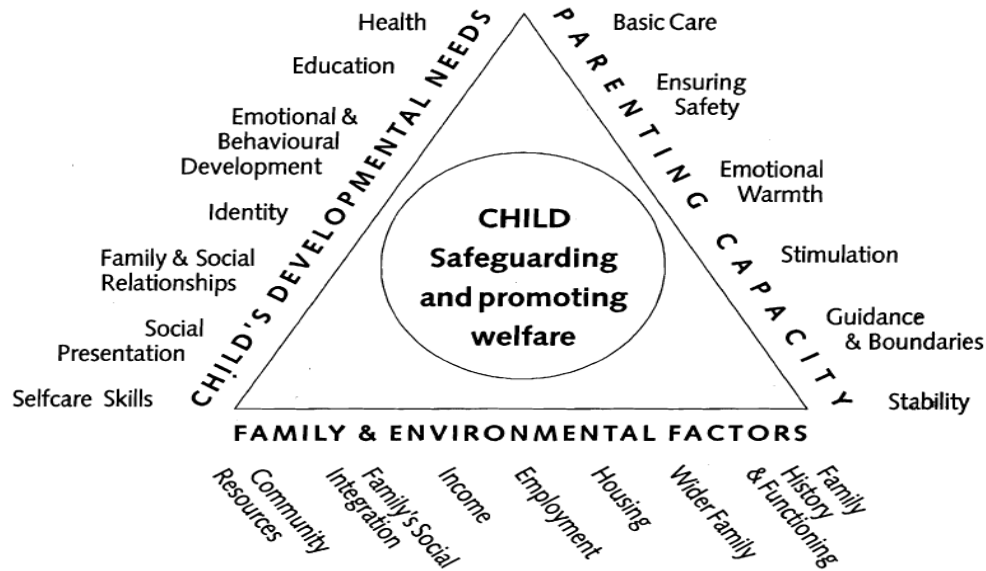 Health
Education
Emotional &
Behavioural
Development
Identity
Family & Social
Relationships
Social
Presentation
Selfcare Skills
CHILD'S DEVELOPMENTAL NEEDS
CHILD
Safeguarding
and promoting
welfare
PARENTING CAPACITY
Basic Care
Ensuring
Safety
Emotional
Warmth
Stimulation
Guidance
& Boundaries
Stability
FAMILY & ENVIRONMENTAL FACTORS
Community
Resources
Family's Social
Integration
Income
Employment
Housing
Wider Family
Family
History
& Functioning